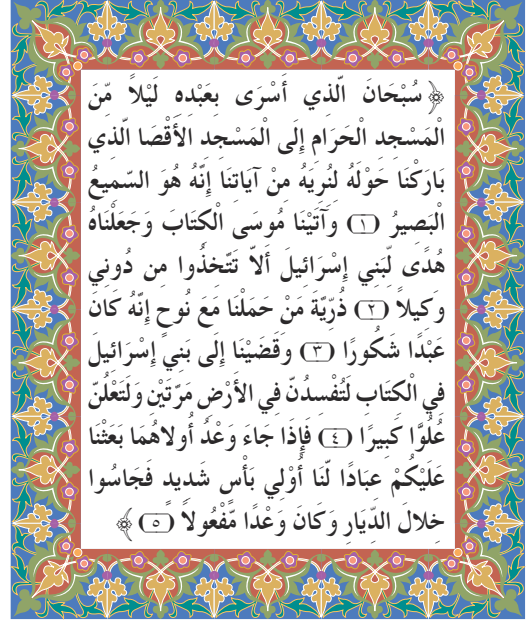 ﴿ سُبْحَانَ الَّذِي أَسْرَى بِعَبْدِهِ لَيْلاً مِّنَ
الْمَسْجِدِ الْحَرَامِ إِلَى الْمَسْجِدِ الأَقْصَا الَّذِي
بَارَكْنَا حَوْلَهُ لِنُرِيَهُ مِنْ آيَاتِنَا إِنَّهُ هُوَ السَّمِيعُ
الْبَصِيرُ (١) وَآتَيْنَا مُوسَى الْكِتَابَ وَجَعَلْنَاهُ
هُدًى لِّبَنِي إِسْرَائِيلَ أَلاَّ تَتَّخِذُوا مِن دُونِي
وَكِيلاً (٢) ذُرِّيَّةَ مَنْ حَمَلْنَا مَعَ نُوحٍ إِنَّهُ كَانَ
عَبْدًا شَكُورًا (٣) وَقَضَيْنَا إِلَى بَنِي إِسْرَائِيلَ
فِي الْكِتَابِ لَتُفْسِدُنَّ فِي الأَرْضِ مَرَّتَيْنِ وَلَتَعْلُنَّ
عُلُوًّا كَبِيرًا (٤) فَإِذَا جَاءَ وَعْدُ أُولاهُمَا بَعَثْنَا
عَلَيْكُمْ عِبَادًا لَّنَا أُوْلِي بَأْسٍ شَدِيدٍ فَجَاسُوا
خِلالَ الدِّيَارِ وَكَانَ وَعْدًا مَّفْعُولاً (٥) ﴾